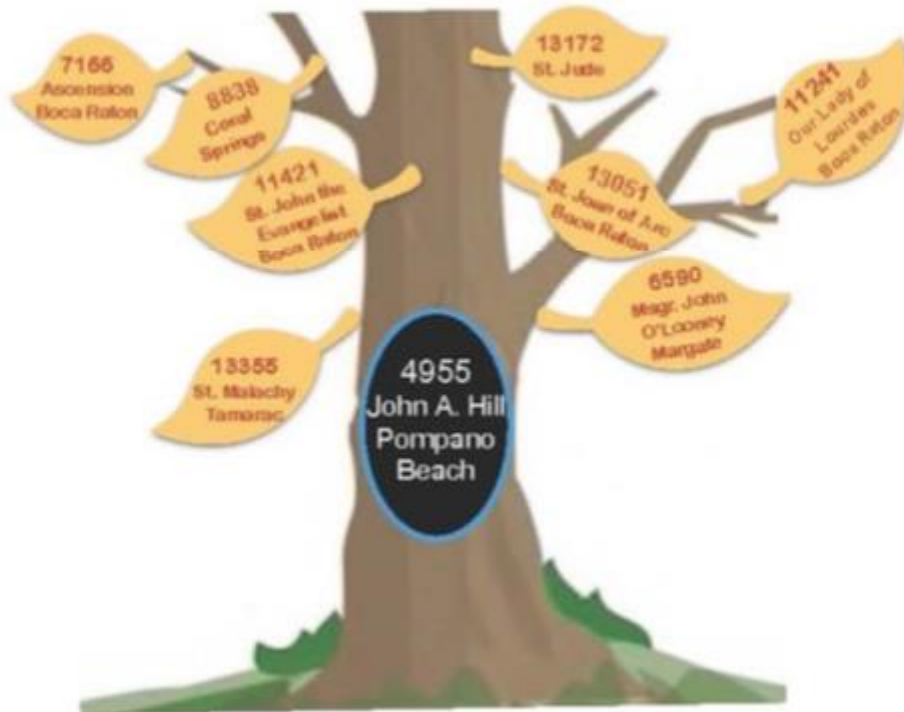 7166
Ascension
Boca Raton
8838
Coral
Springs
11421
St. John the
Evangelist
Boca Raton
13355
St. Malachy
Tamarac
13172
St. Jude
11241
Our Lady of
Lourdes
Boca Raton
13051
St. Joan of Arc
Boca Raton
6590
Msgr. John
O'Looney
Margate
4955
John A. Hill
Pompano
Beach